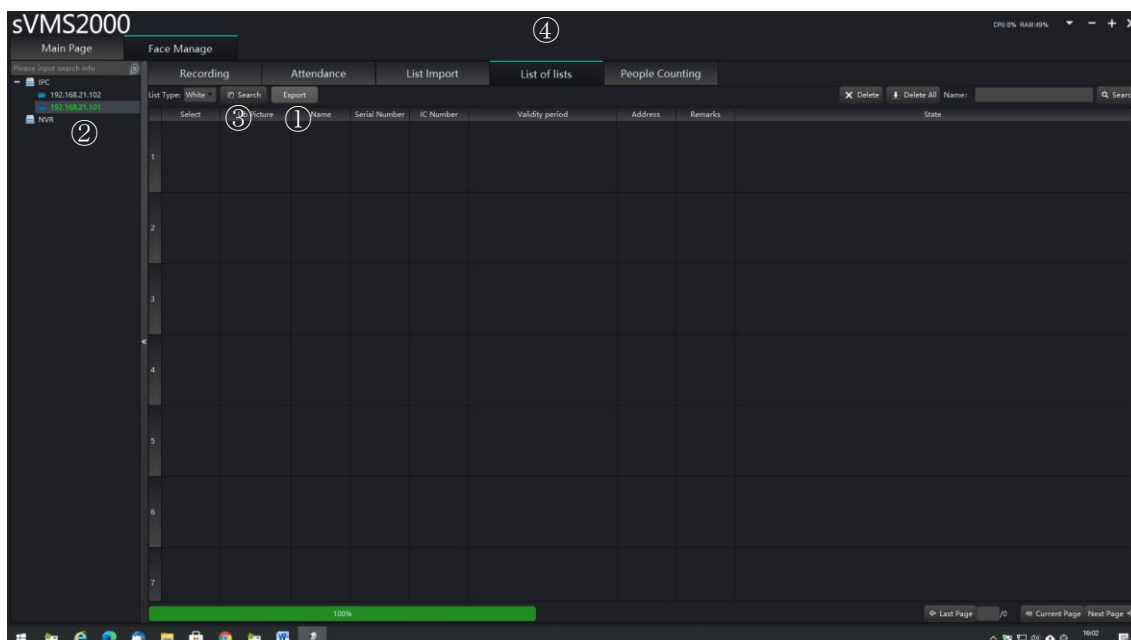 sVMS2000
④
CPU:8% RAM:49%
Main Page Face Manage
Please input search info
Recording Attendance List Import List of lists People Counting
IPC
192.168.21.102
192.168.21.101
NVR
②
List Type: White Search Export Delete Delete All Name: Searc
③ ①
Select Picture Name Serial Number IC Number Validity period Address Remarks State
1
2
3
4
5
6
7
100%
Last Page /0 Current Page Next Page
16:02